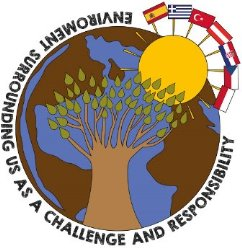 ENVIROMENT SURROUNDING US AS A CHALLENGE AND RESPONSIBILITY